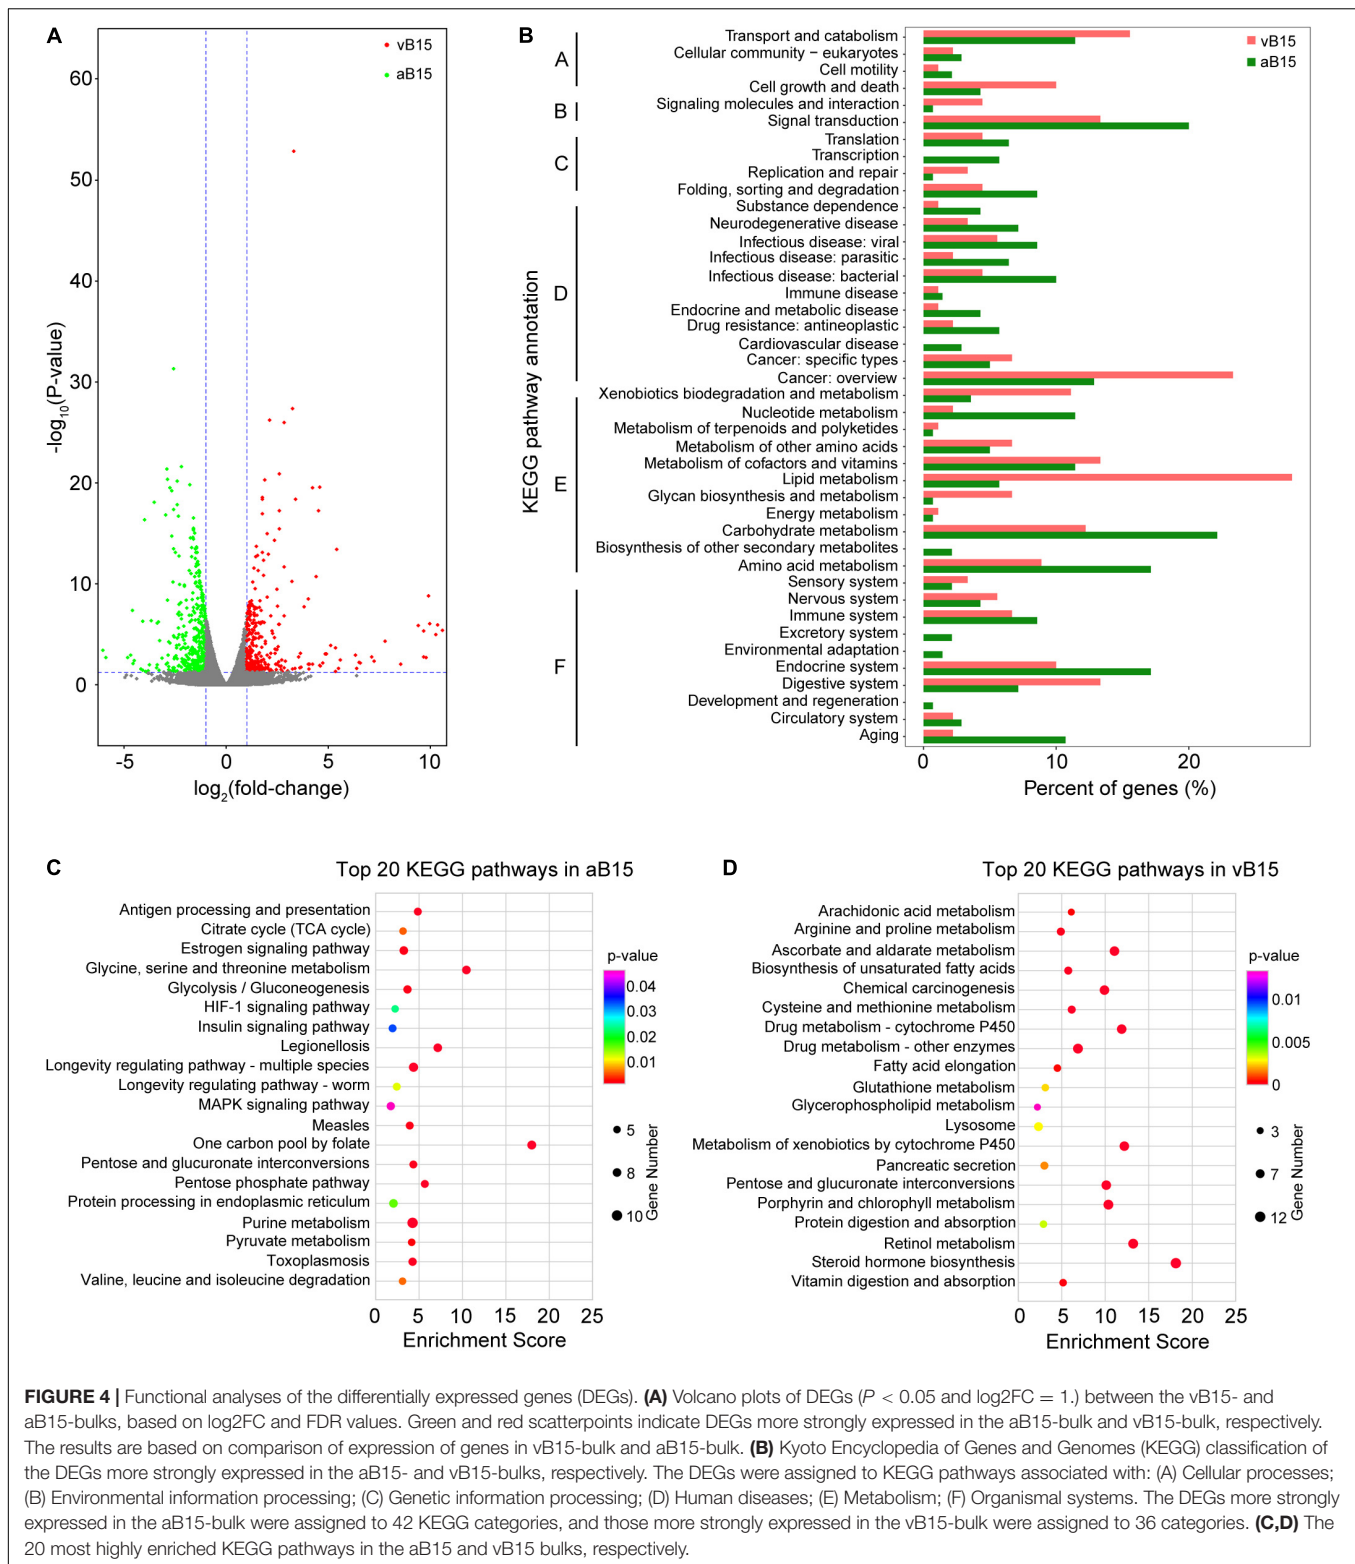 A
vB15
aB15
60
50
40
30
20
10
0
-5
0
5
10
-log10(P-value)
log2(fold-change)
B
KEGG pathway annotation
A
B
C
D
E
F
Transport and catabolism
Cellular community − eukaryotes
Cell motility
Cell growth and death
Signaling molecules and interaction
Signal transduction
Translation
Transcription
Replication and repair
Folding, sorting and degradation
Substance dependence
Neurodegenerative disease
Infectious disease: viral
Infectious disease: parasitic
Infectious disease: bacterial
Immune disease
Endocrine and metabolic disease
Drug resistance: antineoplastic
Cardiovascular disease
Cancer: specific types
Cancer: overview
Xenobiotics biodegradation and metabolism
Nucleotide metabolism
Metabolism of terpenoids and polyketides
Metabolism of other amino acids
Metabolism of cofactors and vitamins
Lipid metabolism
Glycan biosynthesis and metabolism
Energy metabolism
Carbohydrate metabolism
Biosynthesis of other secondary metabolites
Amino acid metabolism
Sensory system
Nervous system
Immune system
Excretory system
Environmental adaptation
Endocrine system
Digestive system
Development and regeneration
Circulatory system
Aging
vB15
aB15
0
10
20
Percent of genes (%)
C
Top 20 KEGG pathways in aB15
Antigen processing and presentation
Citrate cycle (TCA cycle)
Estrogen signaling pathway
Glycine, serine and threonine metabolism
Glycolysis / Gluconeogenesis
HIF-1 signaling pathway
Insulin signaling pathway
Legionellosis
Longevity regulating pathway - multiple species
Longevity regulating pathway - worm
MAPK signaling pathway
Measles
One carbon pool by folate
Pentose and glucuronate interconversions
Pentose phosphate pathway
Protein processing in endoplasmic reticulum
Purine metabolism
Pyruvate metabolism
Toxoplasmosis
Valine, leucine and isoleucine degradation
0
5
10
15
20
25
Enrichment Score
p-value
0.04
0.03
0.02
0.01
5
8
10
Gene Number
D
Top 20 KEGG pathways in vB15
Arachidonic acid metabolism
Arginine and proline metabolism
Ascorbate and aldarate metabolism
Biosynthesis of unsaturated fatty acids
Chemical carcinogenesis
Cysteine and methionine metabolism
Drug metabolism - cytochrome P450
Drug metabolism - other enzymes
Fatty acid elongation
Glutathione metabolism
Glycerophospholipid metabolism
Lysosome
Metabolism of xenobiotics by cytochrome P450
Pancreatic secretion
Pentose and glucuronate interconversions
Porphyrin and chlorophyll metabolism
Protein digestion and absorption
Retinol metabolism
Steroid hormone biosynthesis
Vitamin digestion and absorption
0
5
10
15
20
25
Enrichment Score
p-value
0.01
0.005
0
3
7
12
Gene Number
FIGURE 4 | Functional analyses of the differentially expressed genes (DEGs). (A) Volcano plots of DEGs (P < 0.05 and log2FC = 1.) between the vB15- and
aB15-bulks, based on log2FC and FDR values. Green and red scatterpoints indicate DEGs more strongly expressed in the aB15-bulk and vB15-bulk, respectively.
The results are based on comparison of expression of genes in vB15-bulk and aB15-bulk. (B) Kyoto Encyclopedia of Genes and Genomes (KEGG) classification of
the DEGs more strongly expressed in the aB15- and vB15-bulks, respectively. The DEGs were assigned to KEGG pathways associated with: (A) Cellular processes;
(B) Environmental information processing; (C) Genetic information processing; (D) Human diseases; (E) Metabolism; (F) Organismal systems. The DEGs more strongly
expressed in the aB15-bulk were assigned to 42 KEGG categories, and those more strongly expressed in the vB15-bulk were assigned to 36 categories. (C,D) The
20 most highly enriched KEGG pathways in the aB15 and vB15 bulks, respectively.